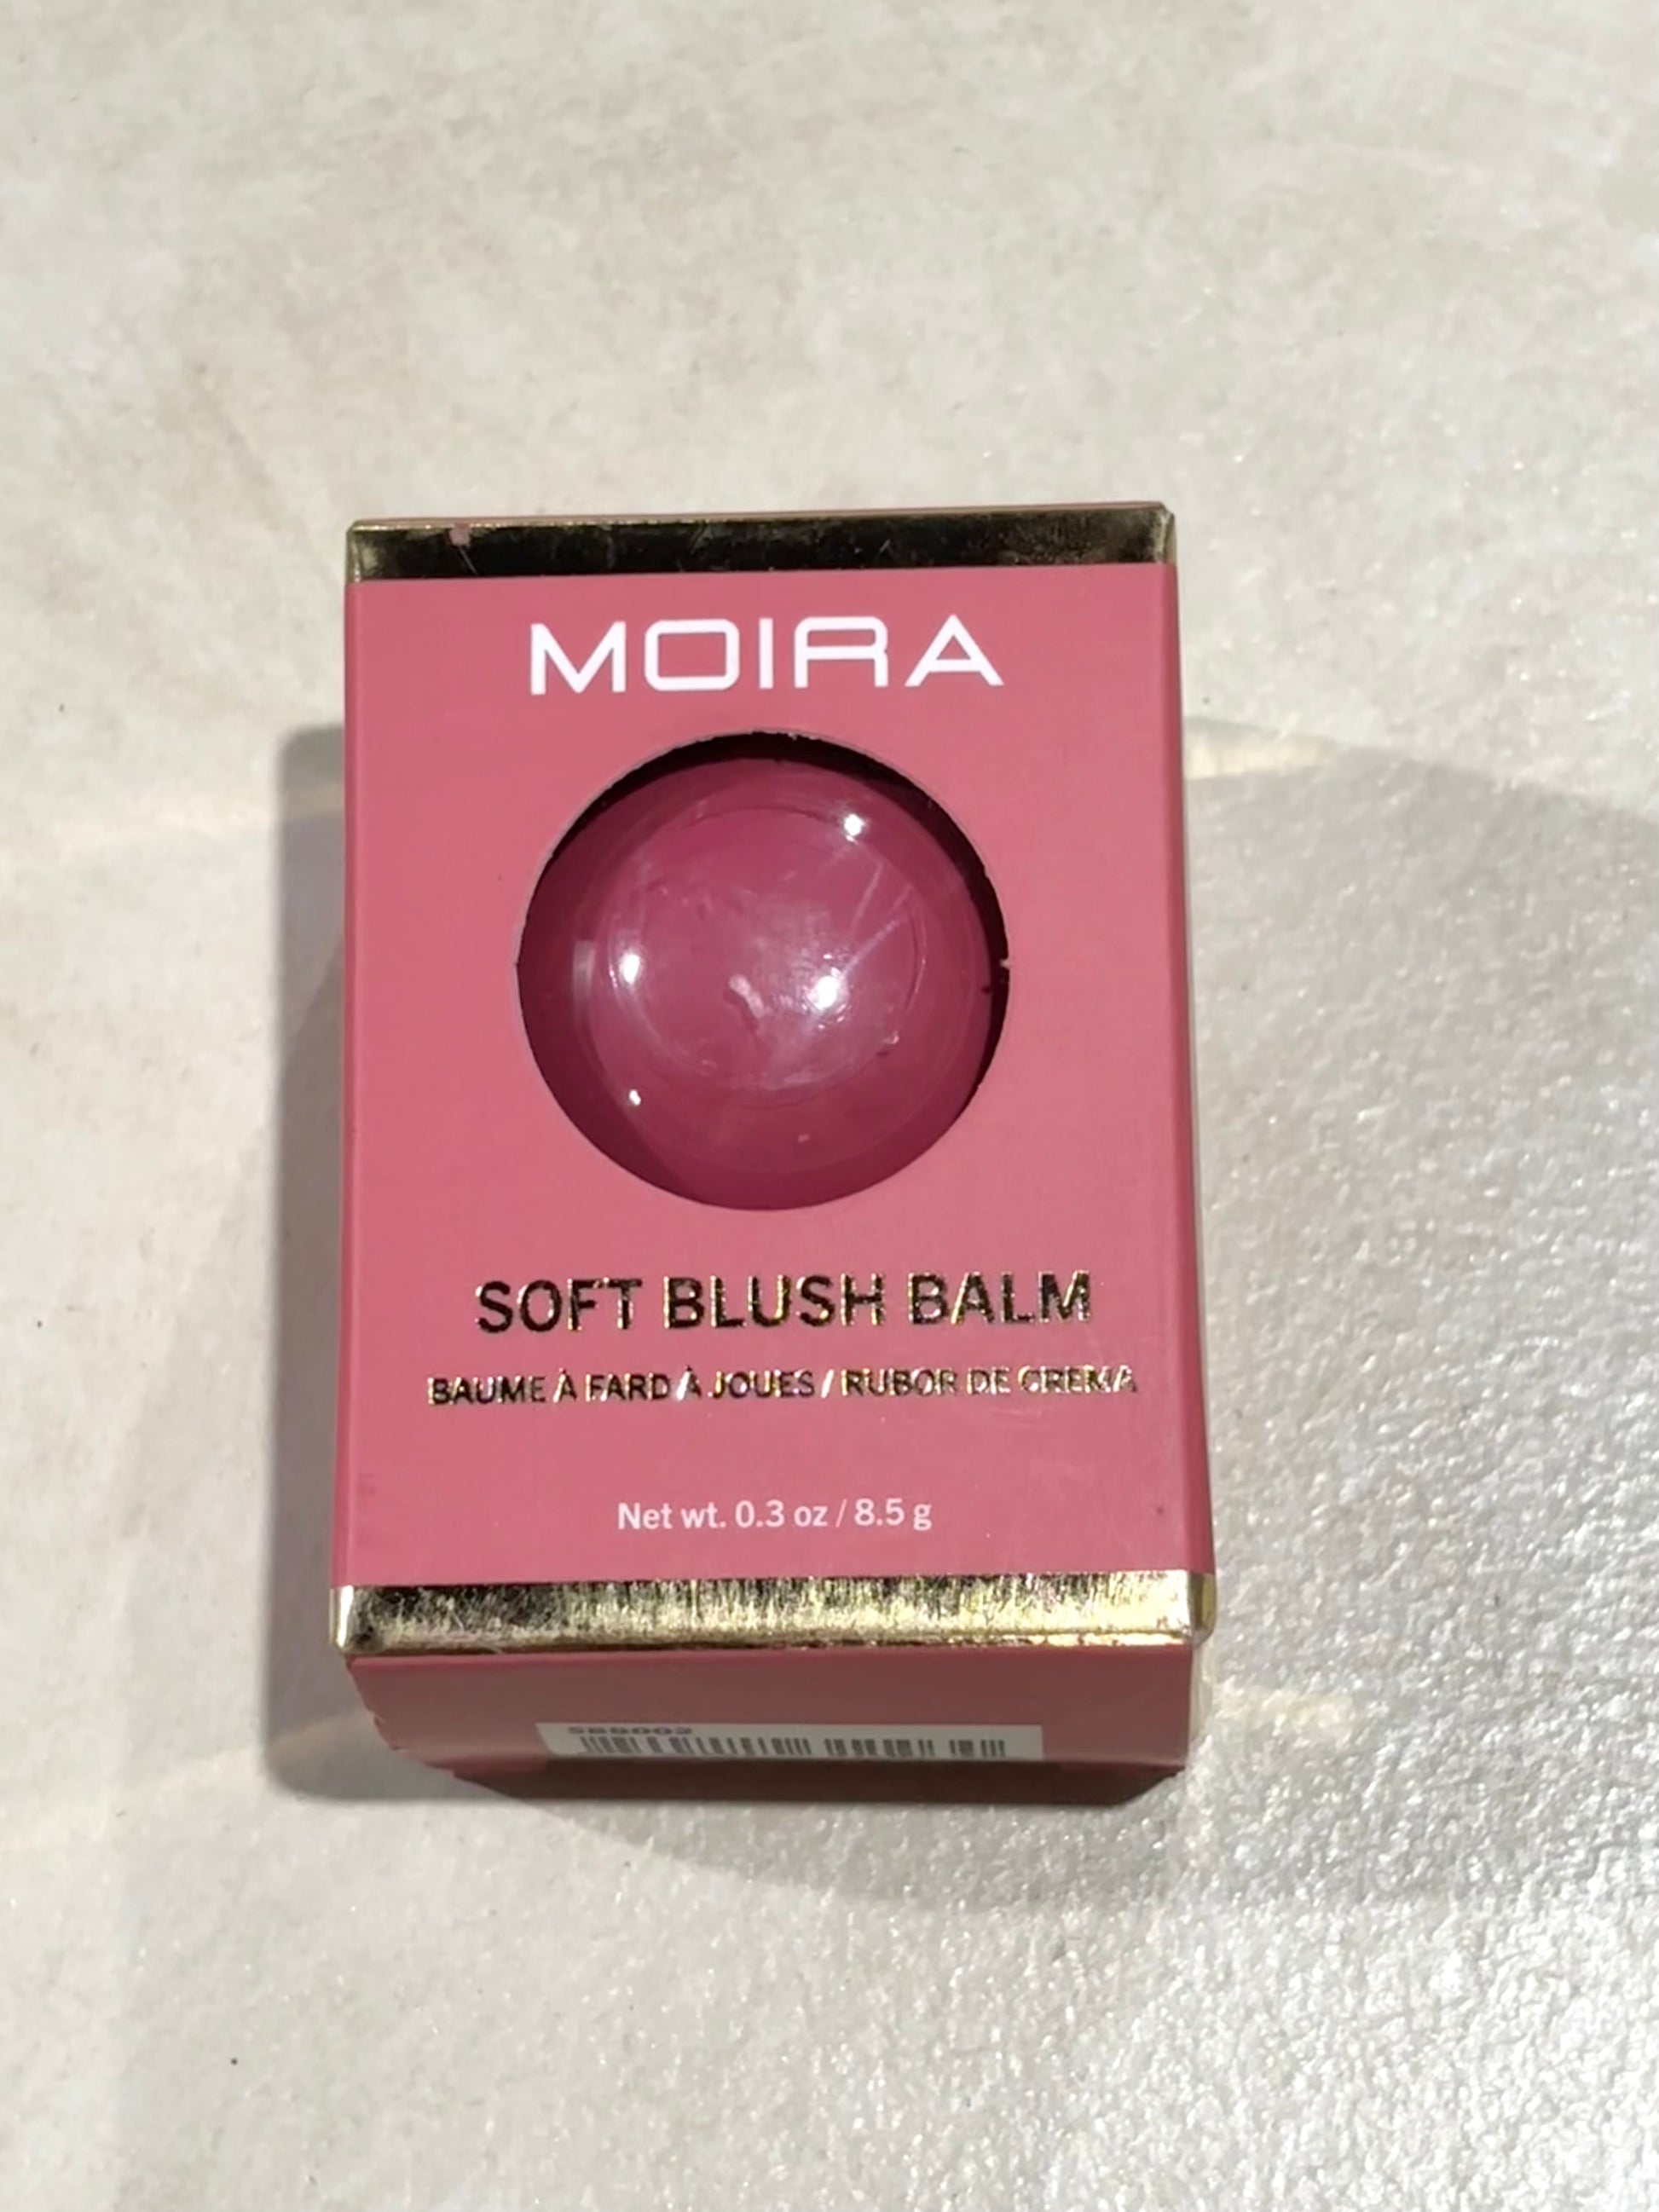 MOIRA
SOFT BLUSH BALM
BAUME À FARD À JOUES / RUBOR DE CREMA
Net wt. 0.3 oz / 8.5 g